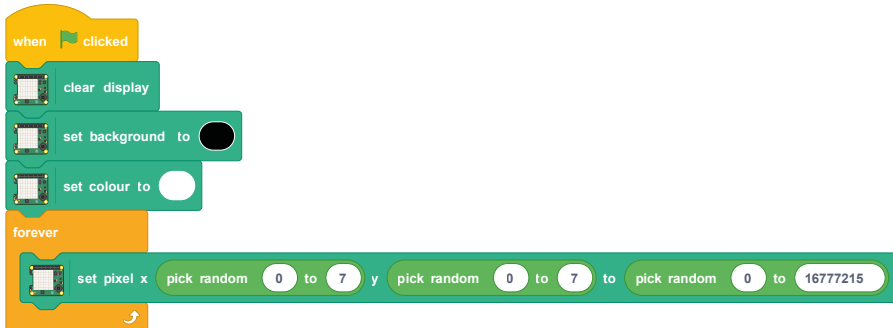 when clicked
clear display
set background to
set colour to
forever
set pixel x pick random 0 to 7 y pick random 0 to 7 to pick random 0 to 16777215